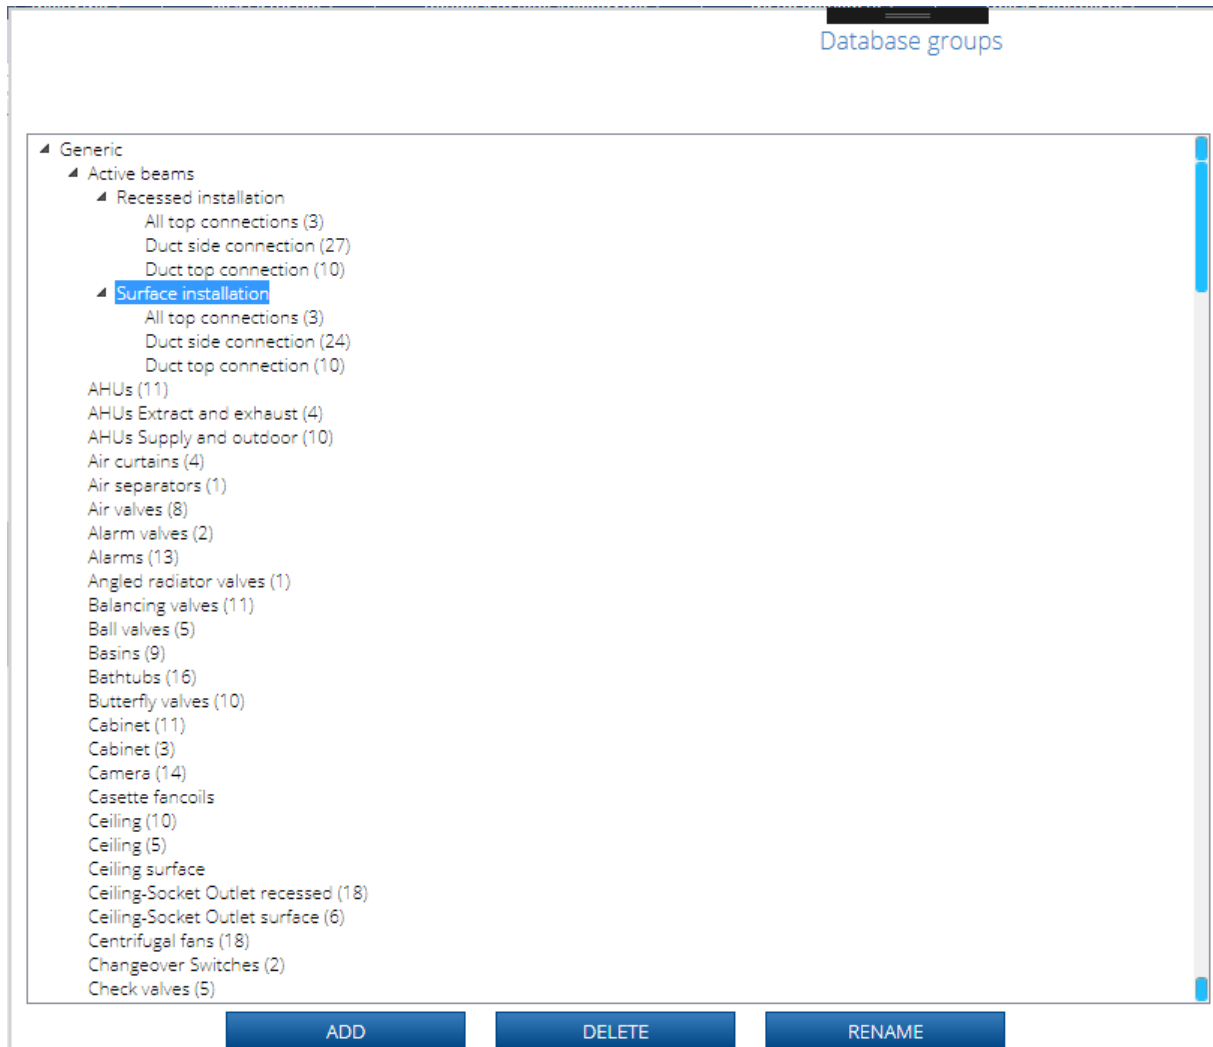 Database groups
Generic
Active beams
Recessed installation
All top connections (3)
Duct side connection (27)
Duct top connection (10)
Surface installation
All top connections (3)
Duct side connection (24)
Duct top connection (10)
AHUs (11)
AHUs Extract and exhaust (4)
AHUs Supply and outdoor (10)
Air curtains (4)
Air separators (1)
Air valves (8)
Alarm valves (2)
Alarms (13)
Angled radiator valves (1)
Balancing valves (11)
Ball valves (5)
Basins (9)
Bathtubs (16)
Butterfly valves (10)
Cabinet (11)
Cabinet (3)
Camera (14)
Casette fancoils
Ceiling (10)
Ceiling (5)
Ceiling surface
Ceiling-Socket Outlet recessed (18)
Ceiling-Socket Outlet surface (6)
Centrifugal fans (18)
Changeover Switches (2)
Check valves (5)
ADD DELETE RENAME